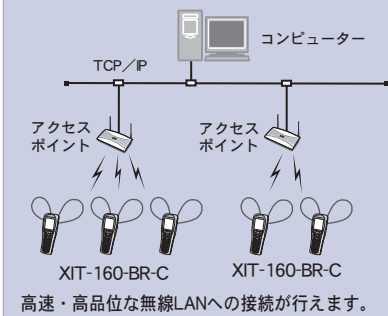 コンピューター
TCP／IP
アクセス
ポイント
アクセス
ポイント
XIT-160-BR-C
XIT-160-BR-C
高速・高品位な無線LANへの接続が行えます。